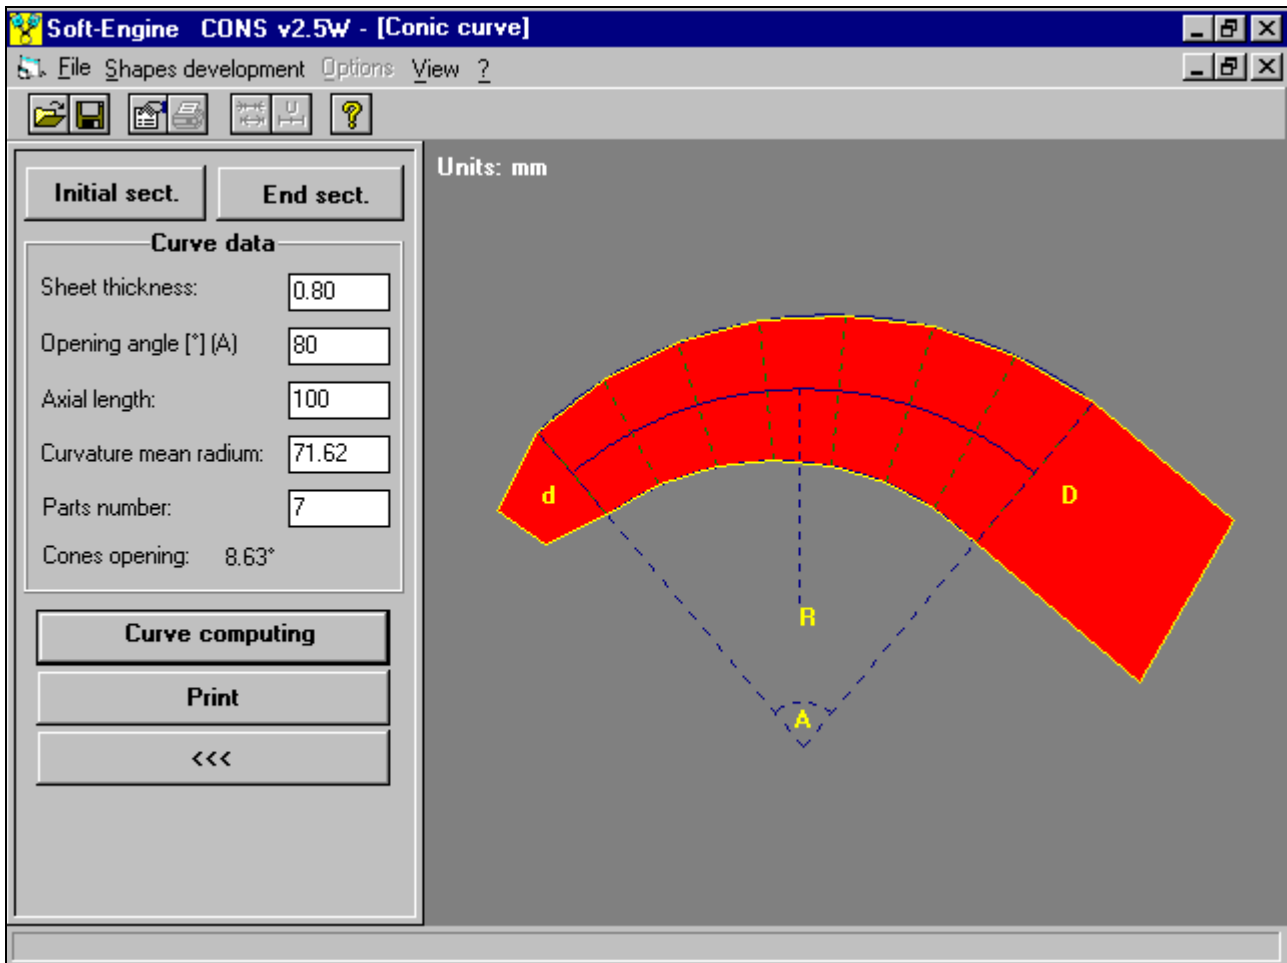 Soft-Engine CONS v2.5W - [Conic curve]
File Shapes development Options View ?
Initial sect. End sect.
Units: mm
Curve data
Sheet thickness: 0.80
Opening angle [°] (A) 80
Axial length: 100
Curvature mean radium: 71.62
Parts number: 7
Cones opening: 8.63°
Curve computing
Print
<<<
d
D
R
A